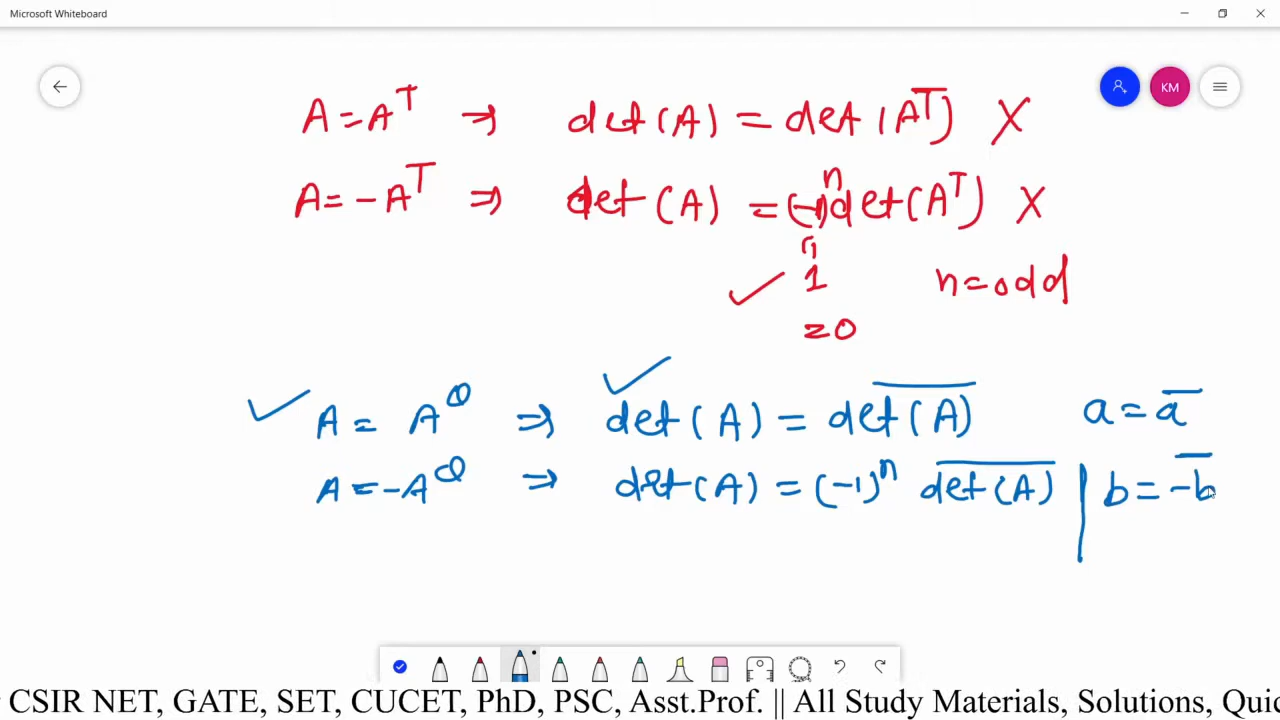 Microsoft Whiteboard
KM
A = A^T ⇒ det(A) = det(A^T) X
A = -A^T ⇒ det(A) = (-1)^n det(A^T) X
1 n = odd
= 0
A = A^θ ⇒ det(A) = \overline{det(A)} a = \overline{a}
A = -A^θ ⇒ det(A) = (-1)^n \overline{det(A)} | b = \overline{-b}
CSIR NET, GATE, SET, CUCET, PhD, PSC, Asst.Prof. || All Study Materials, Solutions, Quic